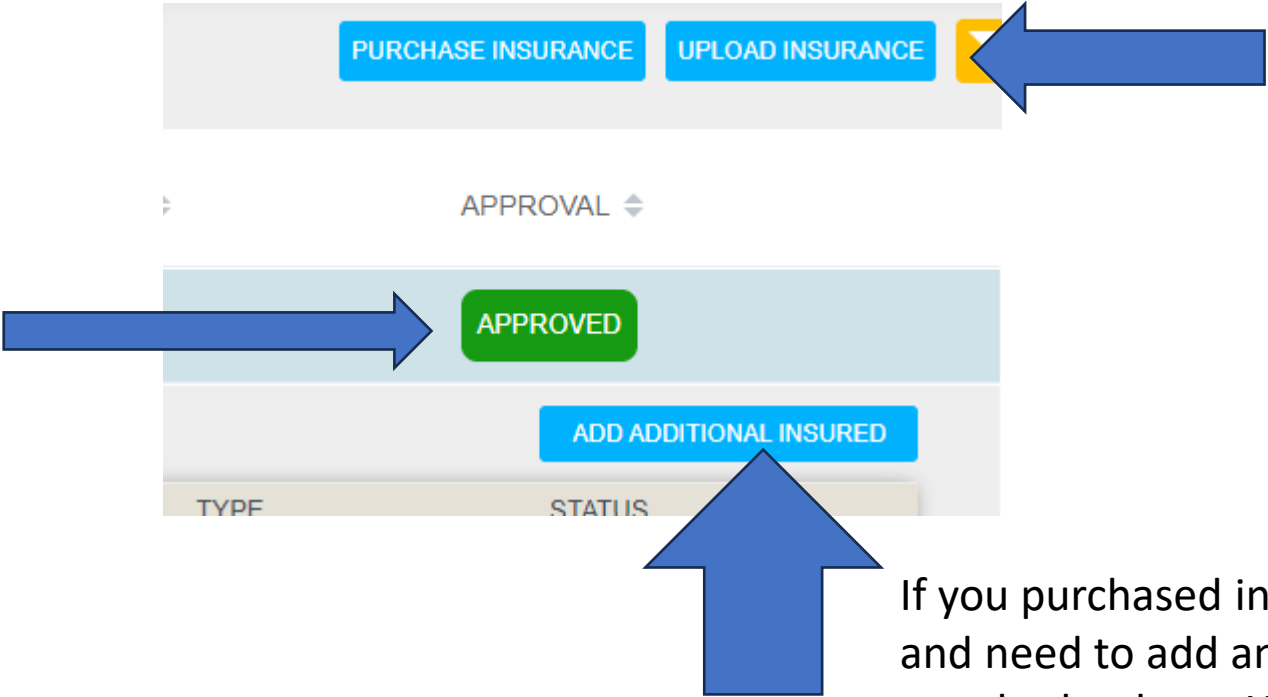 PURCHASE INSURANCE UPLOAD INSURANCE
APPROVAL
APPROVED
ADD ADDITIONAL INSURED
TYPE STATUS
If you purchased in
and need to add an